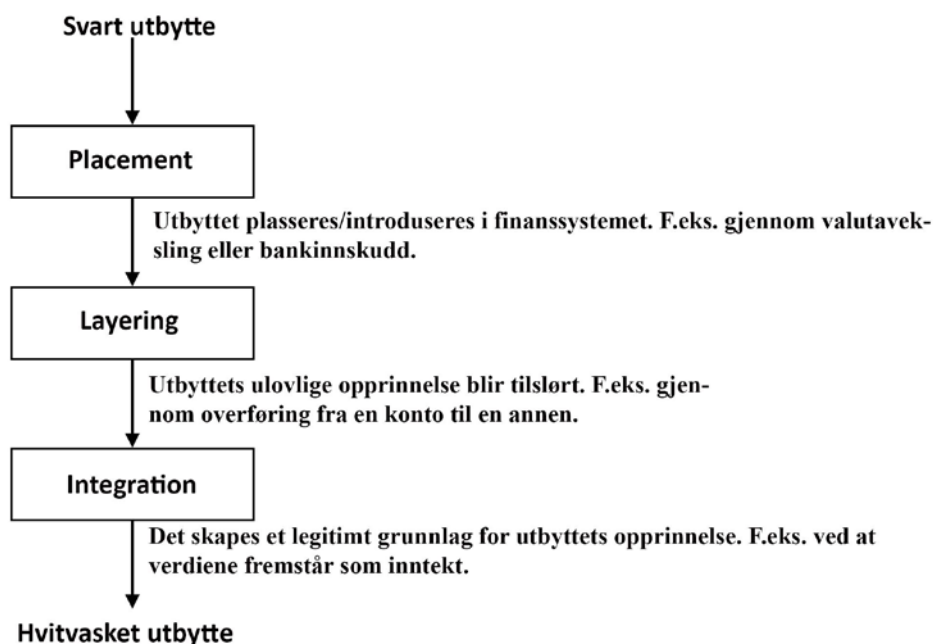 Svart utbytte
Placement
Utbyttet plasseres/introduseres i finanssystemet. F.eks. gjennom valutavek-
sling eller bankinnskudd.
Layering
Utbyttets ulovlige opprinnelse blir tilslørt. F.eks. gjen-
nom overføring fra en konto til en annen.
Integration
Det skapes et legitimt grunnlag for utbyttets opprinnelse. F.eks. ved at
verdiene fremstår som inntekt.
Hvitvasket utbytte